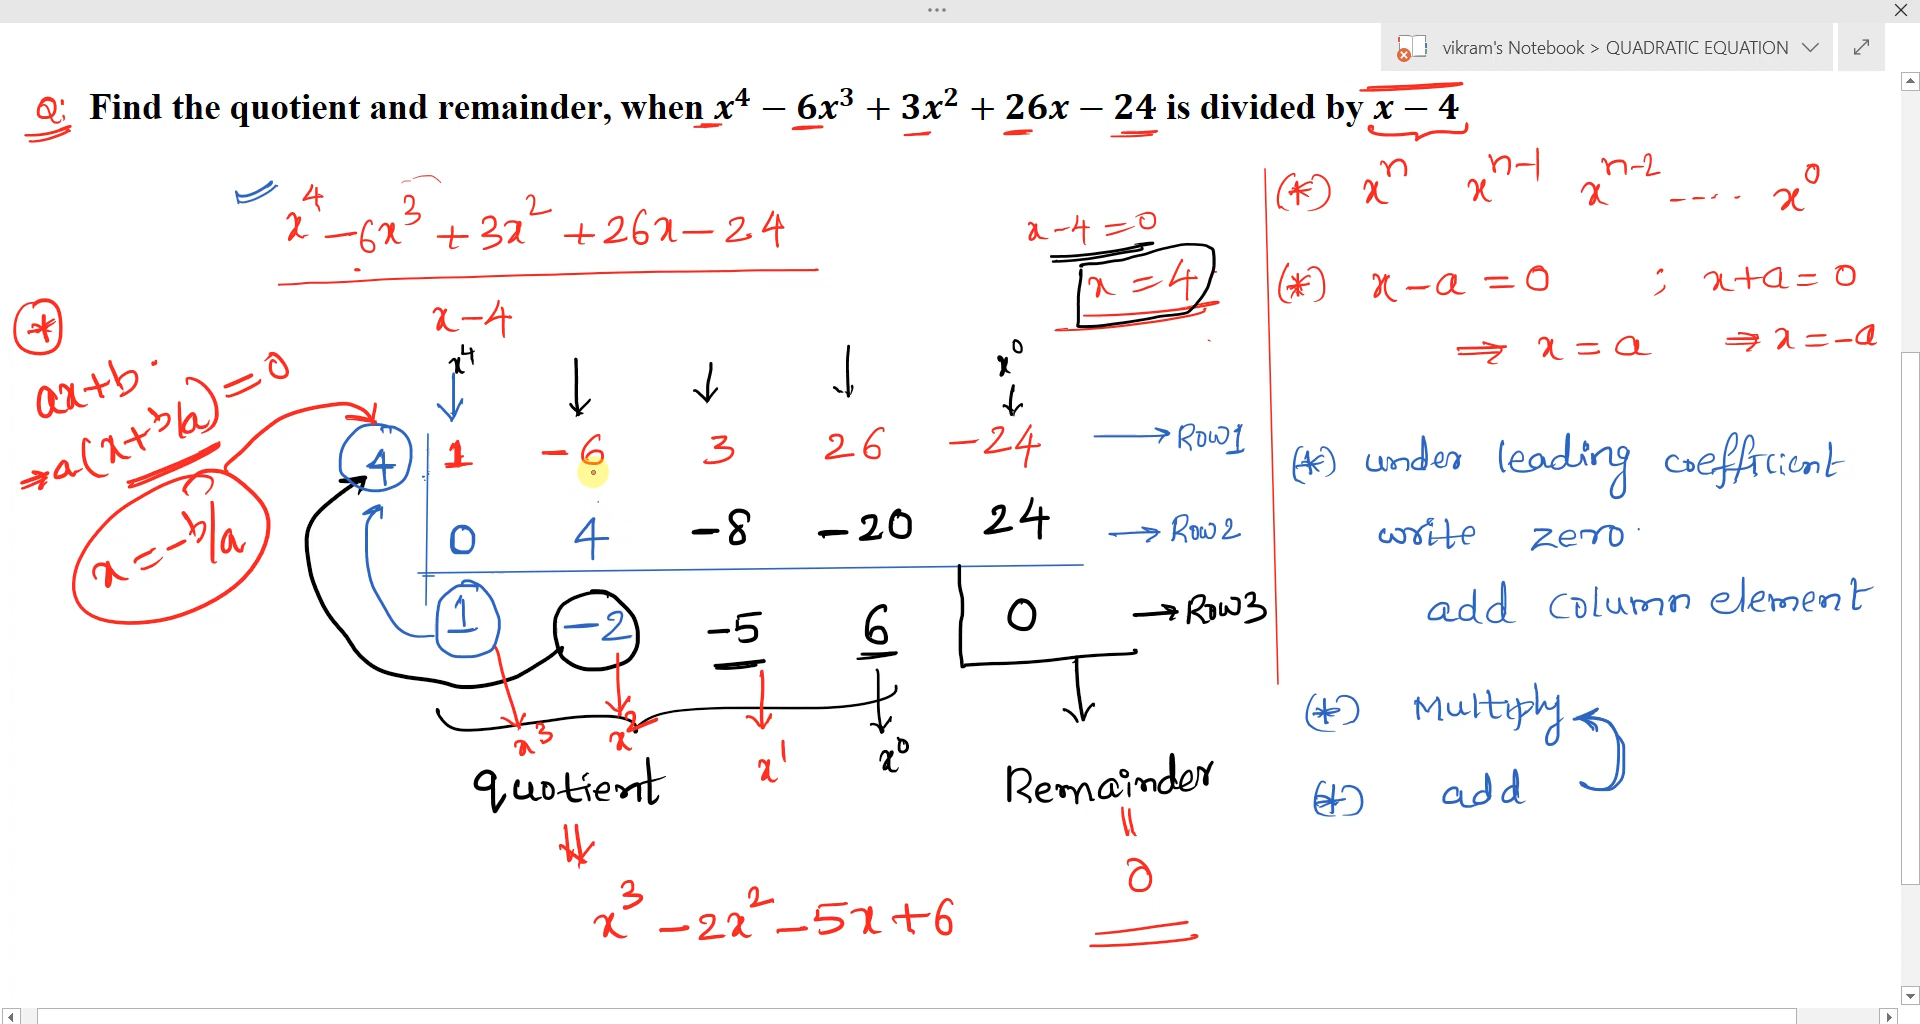 vikram's Notebook > QUADRATIC EQUATION
Q: Find the quotient and remainder, when x⁴ − 6x³ + 3x² + 26x − 24 is divided by x − 4
x⁴ − 6x³ + 3x² + 26x − 24
x − 4
x − 4 = 0
x = 4
(*) xⁿ xⁿ⁻¹ xⁿ⁻² ---- x⁰
(*) x − a = 0 ; x + a = 0
⇒ x = a ⇒ x = −a
(*) under leading coefficient
write zero.
add column element
(*) Multiply
(*) add
*
ax + b.
⇒ a(x + b/a) = 0
x = −b/a
x⁴ x⁰
4 1 −6 3 26 −24 → Row1
0 4 −8 −20 24 → Row2
1 −2 −5 6 0 → Row3
x³ x² x¹ x⁰
quotient Remainder
x³ − 2x² − 5x + 6
= 0